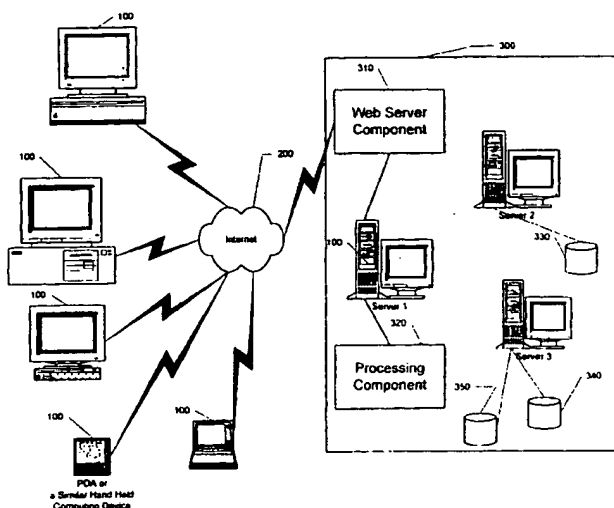 100
300
310
Web Server
Component
100
200
Internet
Server 2
330
100
100
Server 1
320
Processing
Component
Server 3
350
340
100
100
PDA or
a Similar Hand Held
Computing Device